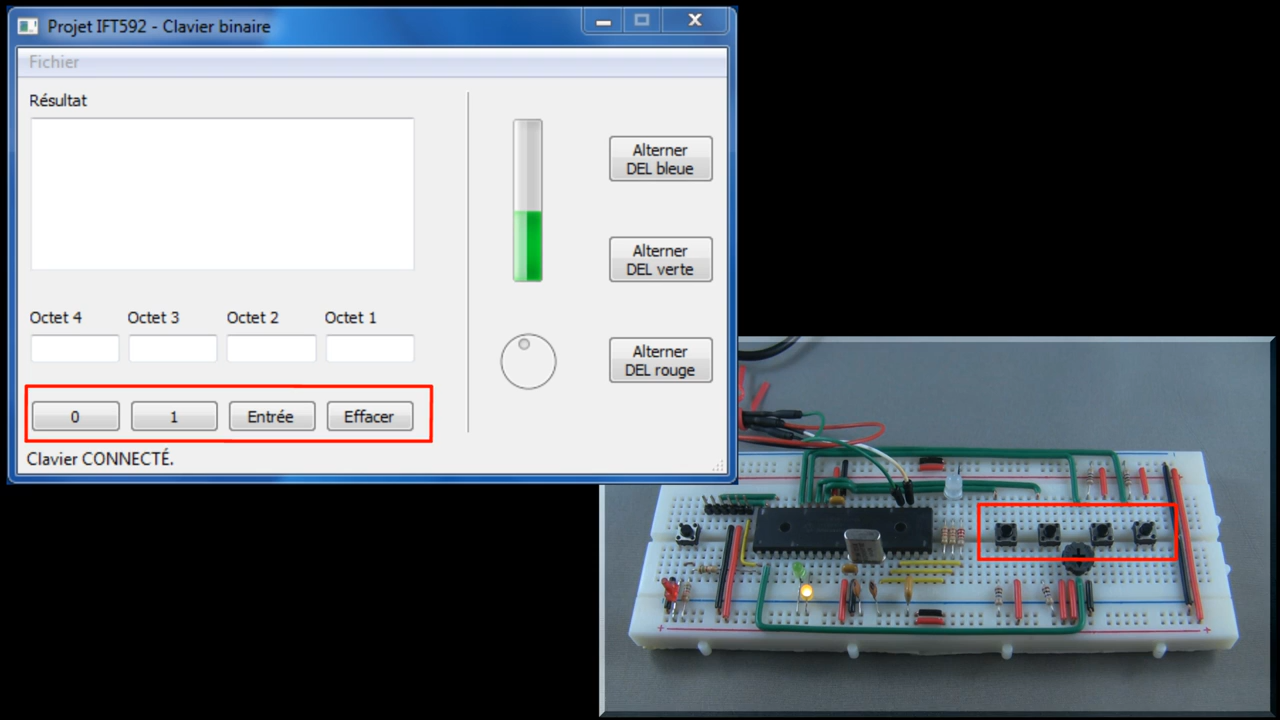 Projet IFT592 - Clavier binaire
Fichier
Résultat
Alterner
DEL bleue
Alterner
DEL verte
Octet 4
Octet 3
Octet 2
Octet 1
Alterner
DEL rouge
0
1
Entrée
Effacer
Clavier CONNECTÉ.